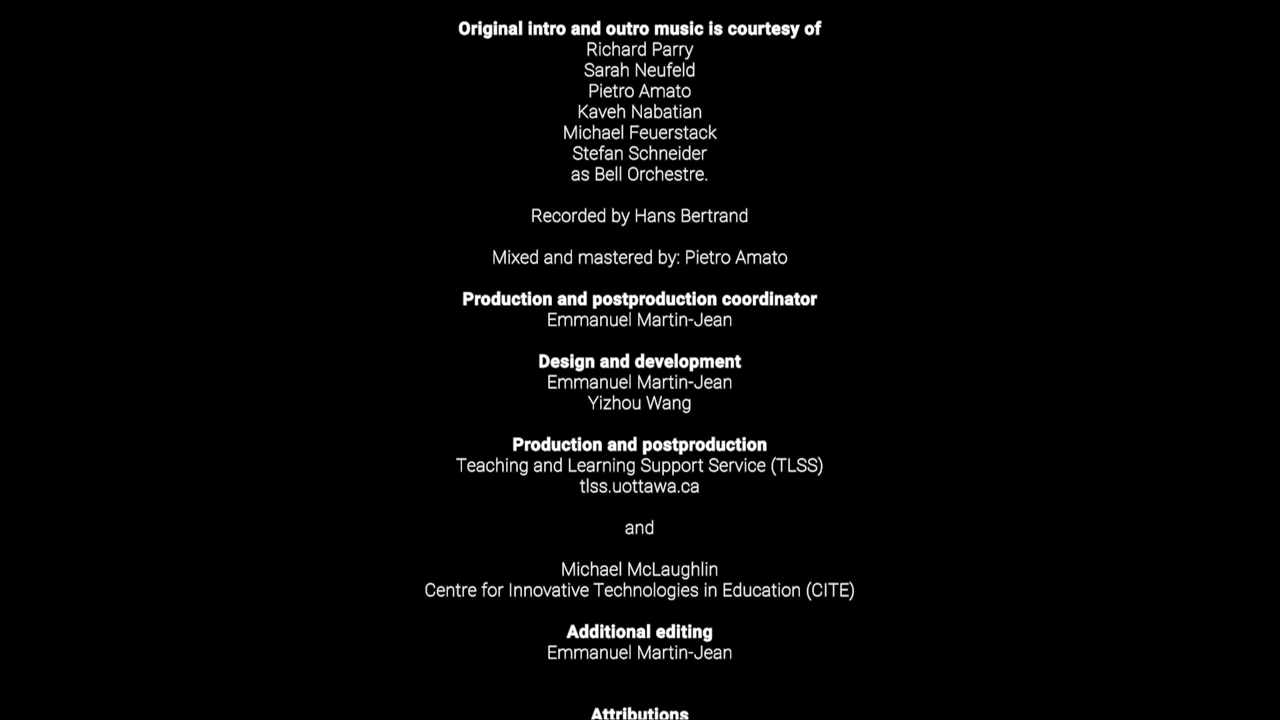 Original intro and outro music is courtesy of
Richard Parry
Sarah Neufeld
Pietro Amato
Kaveh Nabatian
Michael Feuerstack
Stefan Schneider
as Bell Orchestre.
Recorded by Hans Bertrand
Mixed and mastered by: Pietro Amato
Production and postproduction coordinator
Emmanuel Martin-Jean
Design and development
Emmanuel Martin-Jean
Yizhou Wang
Production and postproduction
Teaching and Learning Support Service (TLSS)
tlss.uottawa.ca
and
Michael McLaughlin
Centre for Innovative Technologies in Education (CITE)
Additional editing
Emmanuel Martin-Jean
Attributions